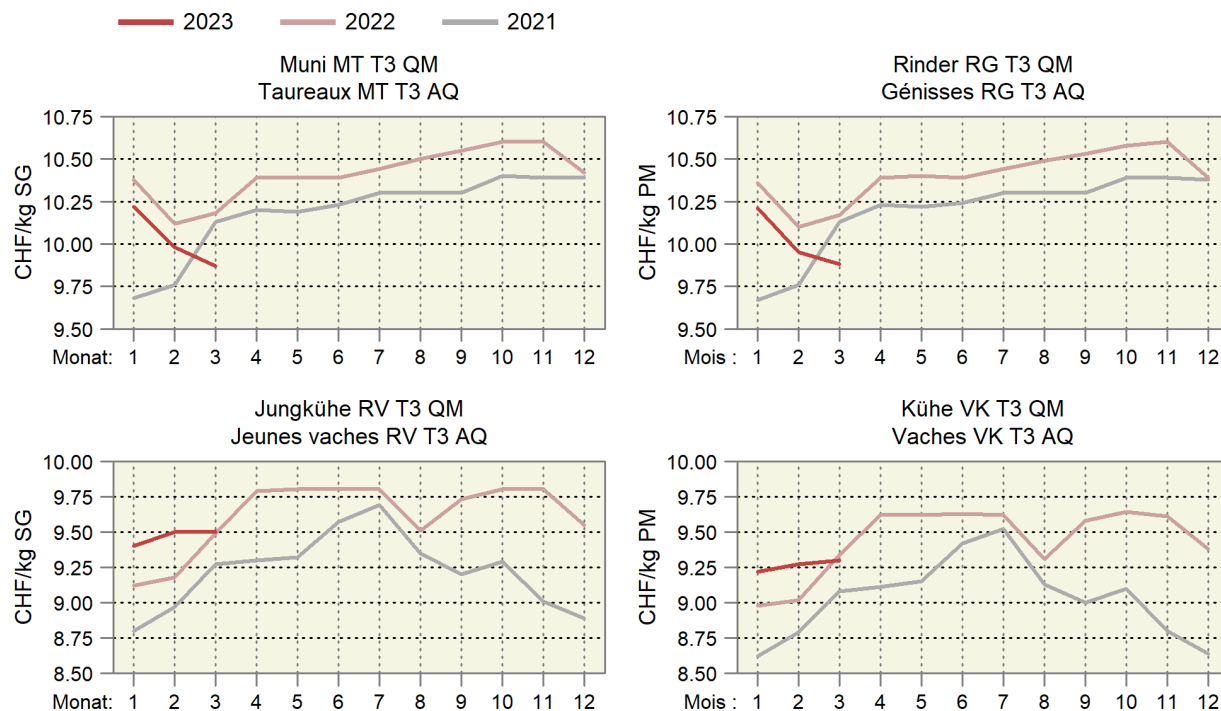 2023 2022 2021
Muni MT T3 QM
Taureaux MT T3 AQ
CHF/kg SG
10.75
10.50
10.25
10.00
9.75
9.50
Monat: 1 2 3 4 5 6 7 8 9 10 11 12
Rinder RG T3 QM
Génisses RG T3 AQ
CHF/kg PM
10.75
10.50
10.25
10.00
9.75
9.50
Mois : 1 2 3 4 5 6 7 8 9 10 11 12
Jungkühe RV T3 QM
Jeunes vaches RV T3 AQ
CHF/kg SG
10.00
9.75
9.50
9.25
9.00
8.75
8.50
Monat: 1 2 3 4 5 6 7 8 9 10 11 12
Kühe VK T3 QM
Vaches VK T3 AQ
CHF/kg PM
10.00
9.75
9.50
9.25
9.00
8.75
8.50
Mois : 1 2 3 4 5 6 7 8 9 10 11 12